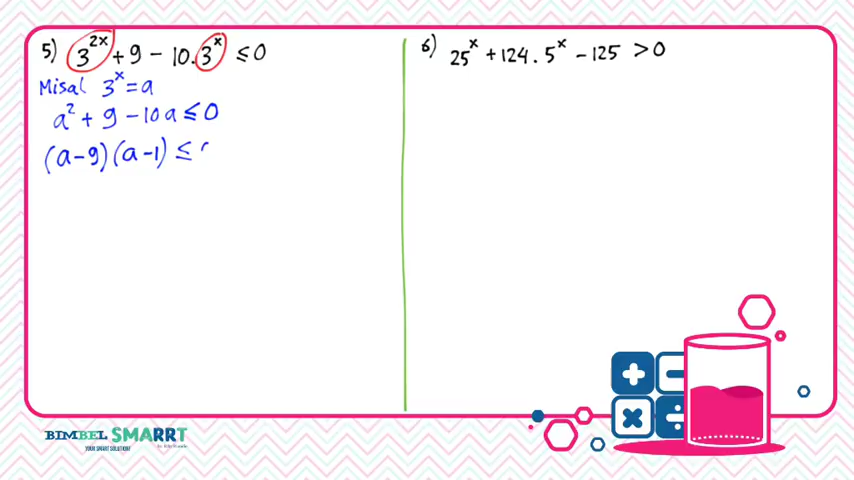 5) 3^{2x} + 9 - 10.3^x ≤ 0
Misal 3^x = a
a^2 + 9 - 10a ≤ 0
(a-9)(a-1) ≤
6) 25^x + 124. 5^x - 125 > 0
BIMBEL SMARRT
YOUR SMART SOLUTION!